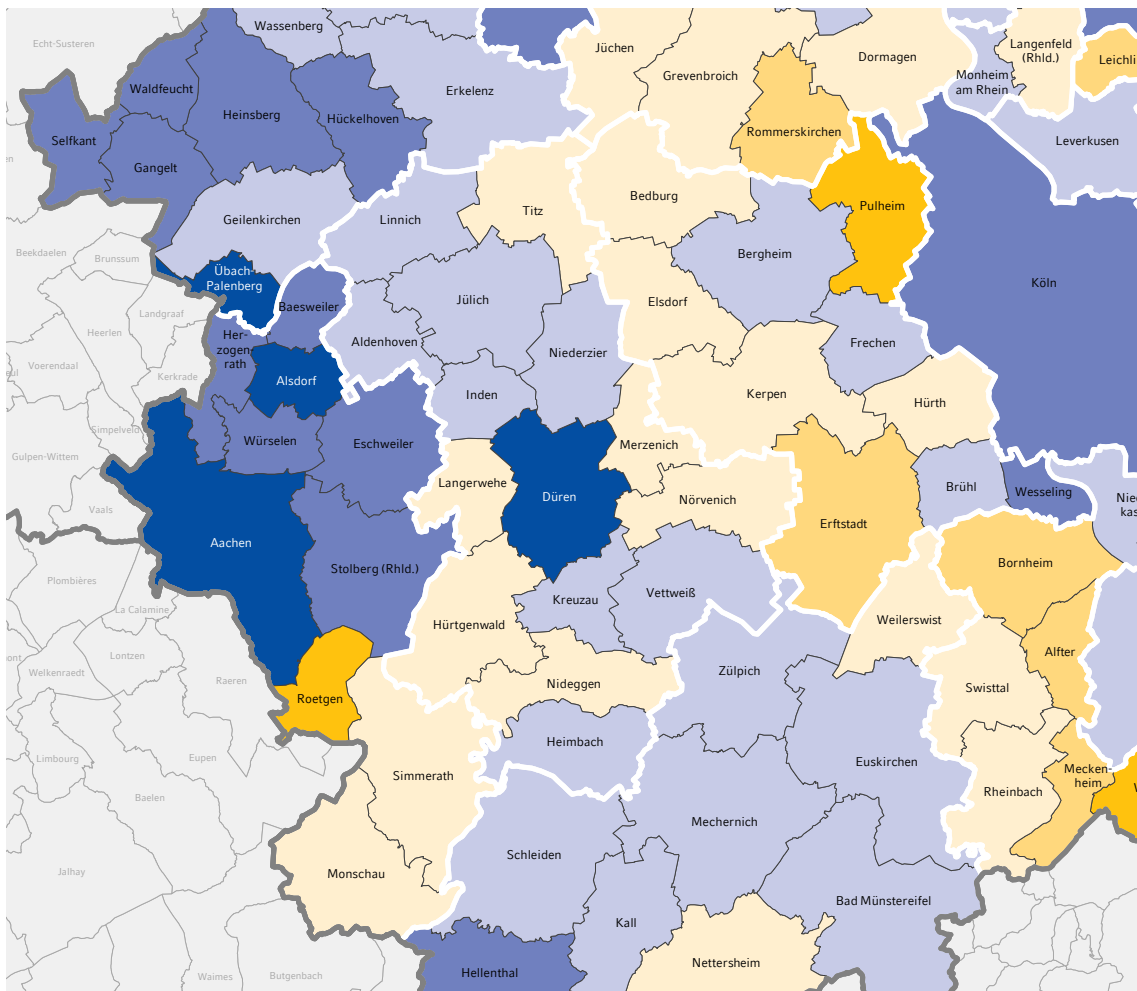 Wassenberg
Echt-Susteren
Jüchen
Grevenbroich
Dormagen
Langenfeld
(Rhld.)
Leichli
Monheim
am Rhein
Waldfeucht
Heinsberg
Hückelhoven
Erkelenz
Rommerskirchen
Leverkusen
Selfkant
Gangelt
Geilenkirchen
Linnich
Titz
Bedburg
Pulheim
Beekdaelen
Brunssum
Bergheim
Übach-
Palenberg
Baesweiler
Jülich
Elsdorf
Köln
Landgraaf
Heerlen
Her-
zogen-
rath
Aldenhoven
Niederzier
Frechen
Voerendaal
Kerkrade
Alsdorf
Inden
Kerpen
Hürth
Simpelveld
Würselen
Eschweiler
Merzenich
Gulpen-Wittem
Langerwehe
Düren
Nörvenich
Brühl
Wesseling
Nied
kas
Vaals
Aachen
Erftstadt
Stolberg (Rhld.)
Bornheim
Plombières
La Calamine
Kreuzau
Vettweiß
Hürtgenwald
Weilerswist
Lontzen
Welkenraedt
Raeren
Alfter
Zülpich
Swisttal
Roetgen
Nideggen
Heimbach
Eupen
Limbourg
Simmerath
Euskirchen
Baelen
Mecken-
heim
Rheinbach
Mechernich
Schleiden
Jalhay
Monschau
Bad Münstereifel
Kall
Waimes
Butgenbach
Hellenthal
Nettersheim